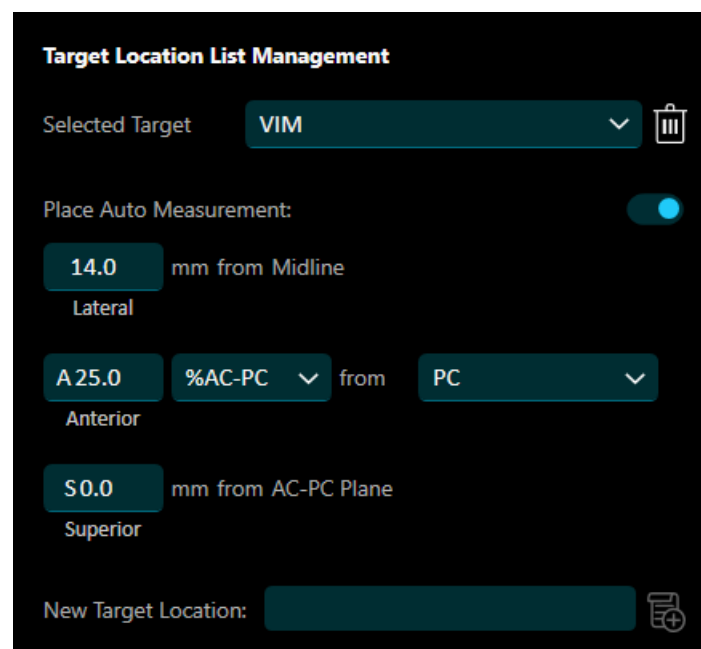 Target Location List Management
Selected Target VIM
Place Auto Measurement:
14.0 mm from Midline
Lateral
A 25.0 %AC-PC from PC
Anterior
S 0.0 mm from AC-PC Plane
Superior
New Target Location: